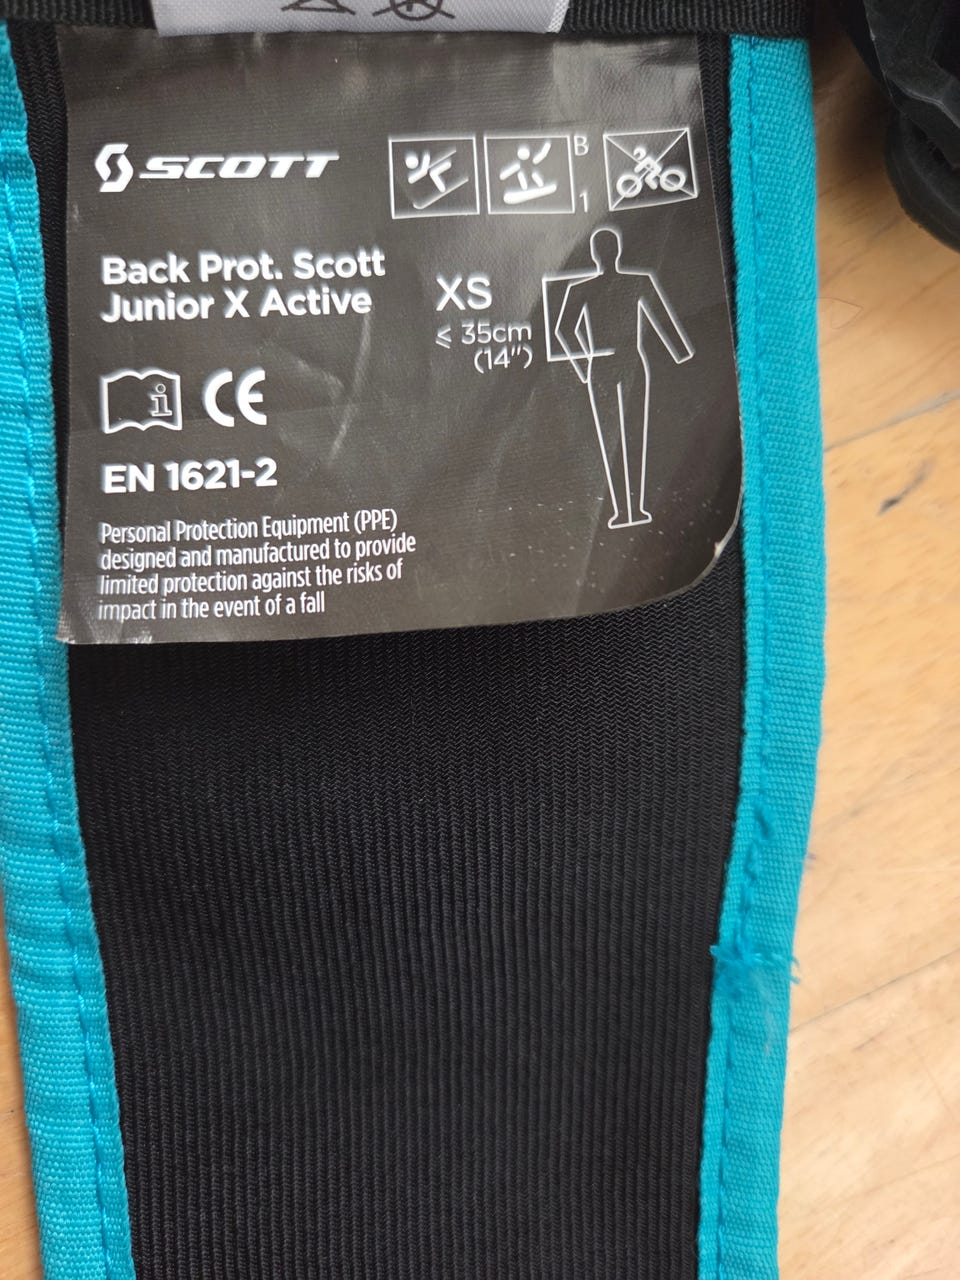 SCOTT
B
1
Back Prot. Scott
Junior X Active
XS
⩽ 35cm
(14")
i
CE
EN 1621-2
Personal Protection Equipment (PPE)
designed and manufactured to provide
limited protection against the risks of
impact in the event of a fall